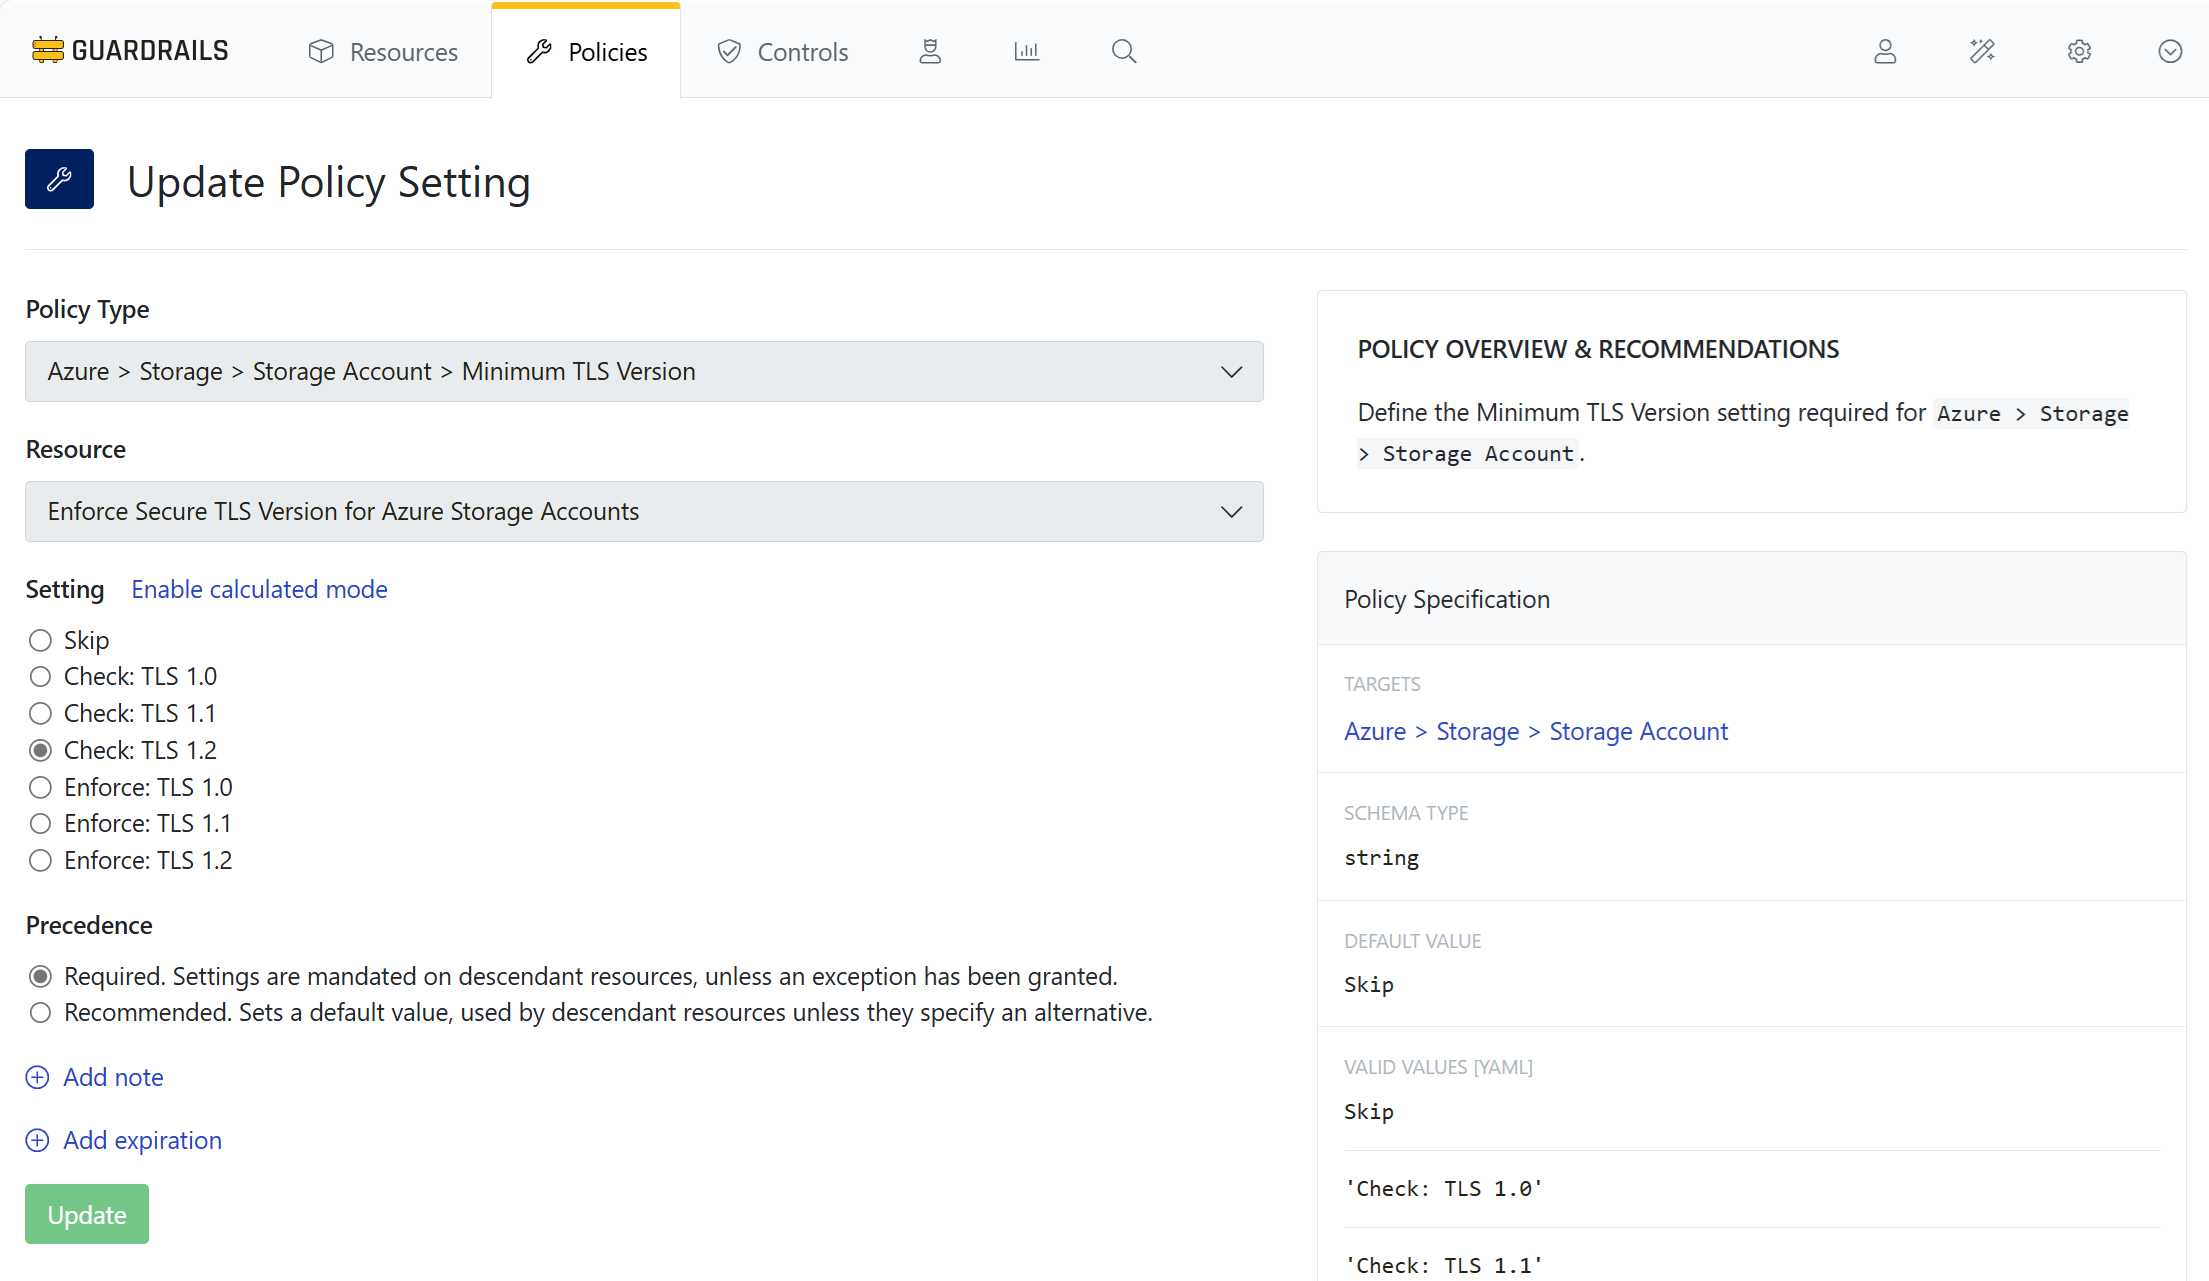 GUARDRAILS
Resources
Policies
Controls
Update Policy Setting
Policy Type
Azure > Storage > Storage Account > Minimum TLS Version
Resource
Enforce Secure TLS Version for Azure Storage Accounts
Setting Enable calculated mode
Skip
Check: TLS 1.0
Check: TLS 1.1
Check: TLS 1.2
Enforce: TLS 1.0
Enforce: TLS 1.1
Enforce: TLS 1.2
Precedence
Required. Settings are mandated on descendant resources, unless an exception has been granted.
Recommended. Sets a default value, used by descendant resources unless they specify an alternative.
Add note
Add expiration
Update
POLICY OVERVIEW & RECOMMENDATIONS
Define the Minimum TLS Version setting required for Azure > Storage
> Storage Account.
Policy Specification
TARGETS
Azure > Storage > Storage Account
SCHEMA TYPE
string
DEFAULT VALUE
Skip
VALID VALUES [YAML]
Skip
'Check: TLS 1.0'
'Check: TLS 1.1'